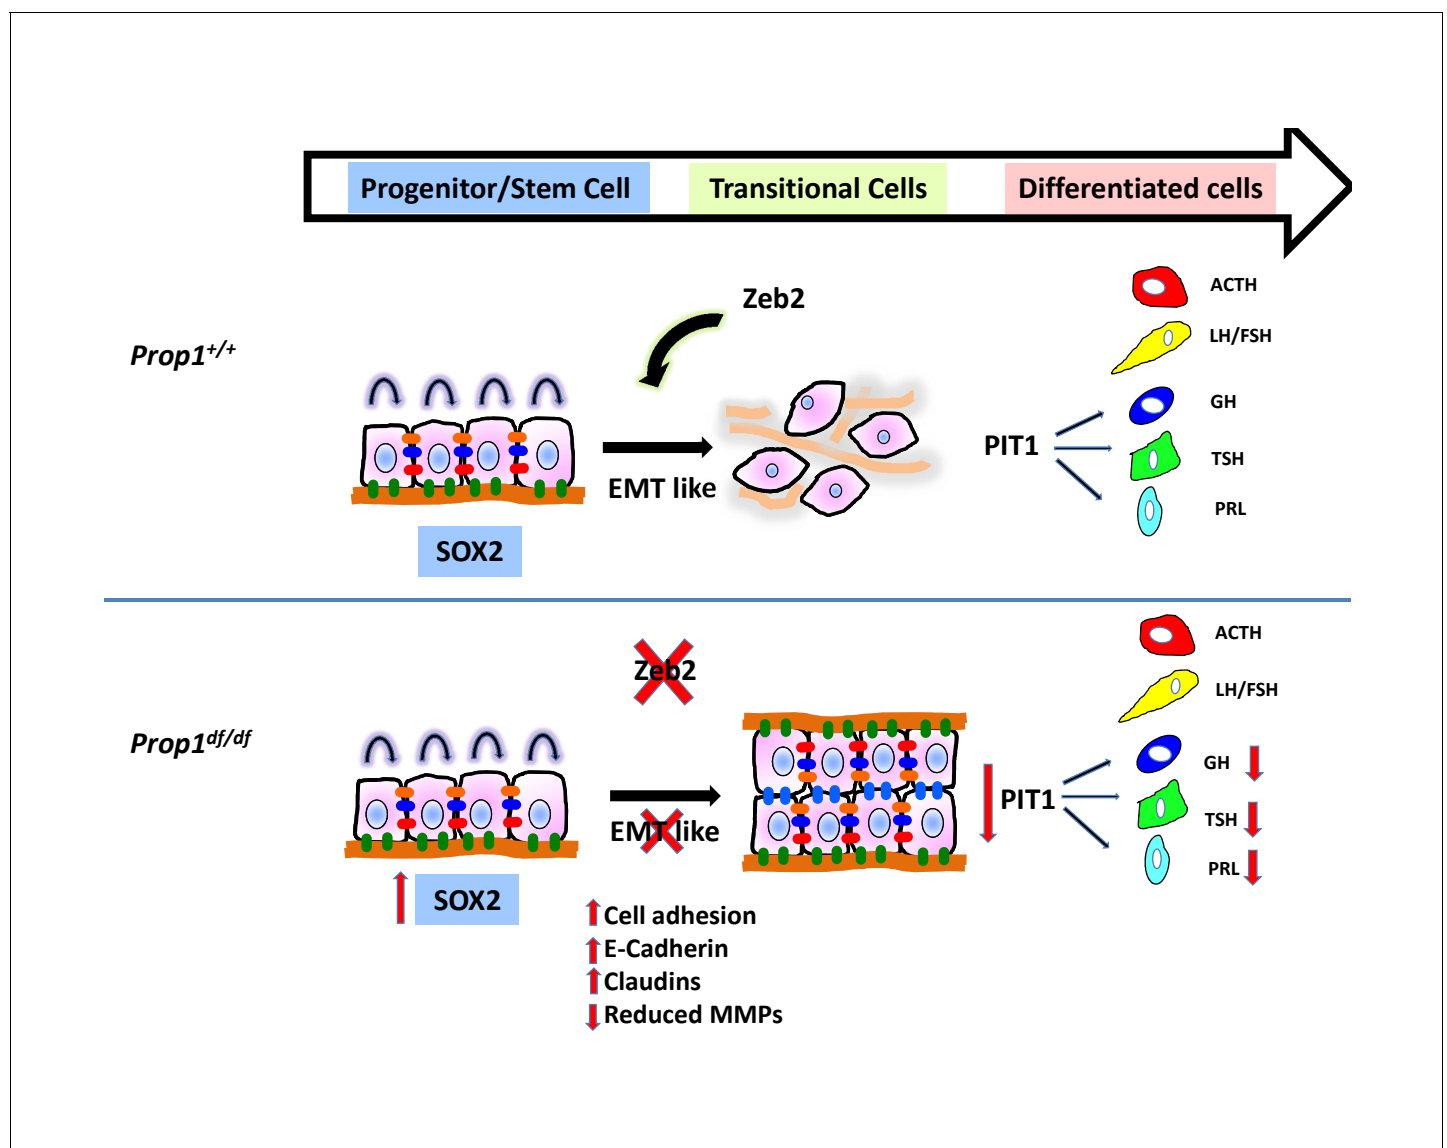 Progenitor/Stem Cell
Transitional Cells
Differentiated cells
Zeb2
ACTH
LH/FSH
Prop1+/+
GH
PIT1
TSH
EMT like
PRL
SOX2
ACTH
Zeb2
LH/FSH
Prop1df/df
GH
PIT1
TSH
EMT like
PRL
SOX2
Cell adhesion
E-Cadherin
Claudins
Reduced MMPs